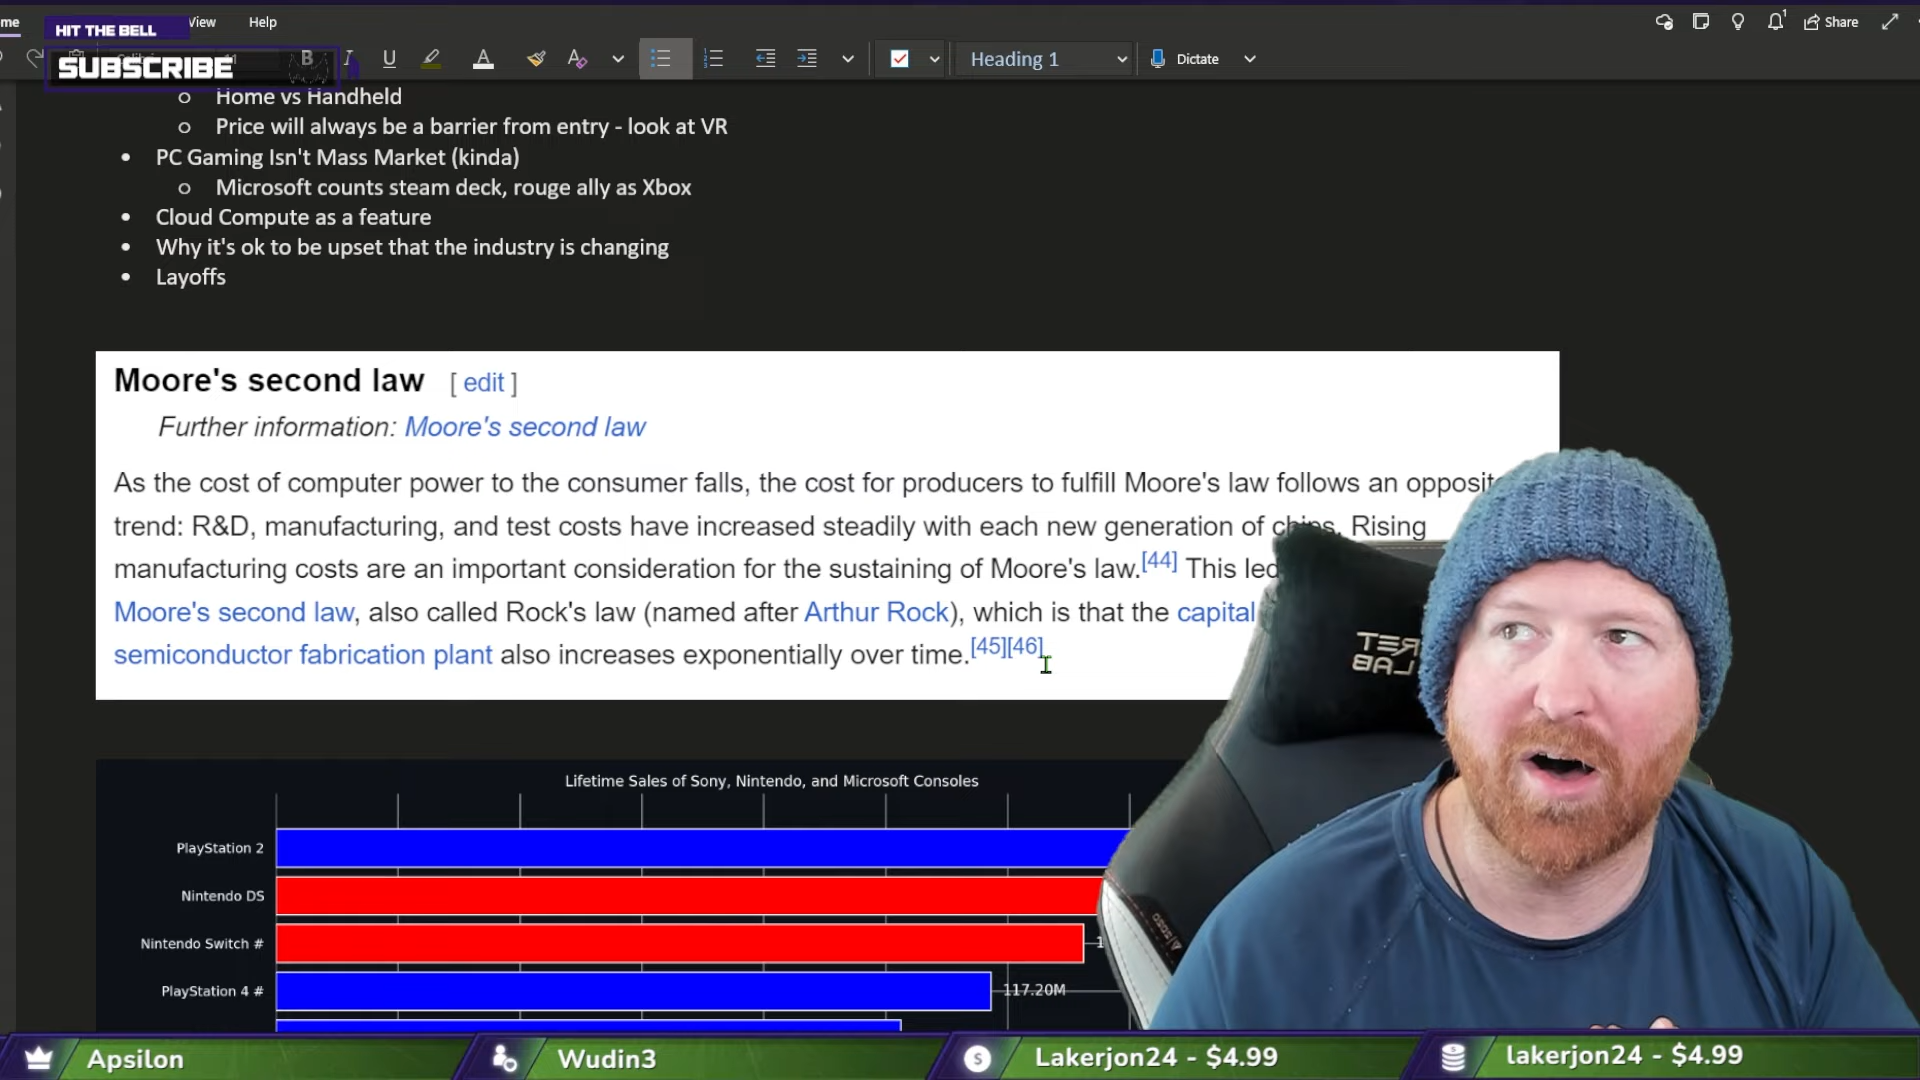 me
View
Help
Share
HIT THE BELL
SUBSCRIBE
B
U
A
A
Heading 1
Dictate
Home vs Handheld
Price will always be a barrier from entry - look at VR
PC Gaming Isn't Mass Market (kinda)
Microsoft counts steam deck, rouge ally as Xbox
Cloud Compute as a feature
Why it's ok to be upset that the industry is changing
Layoffs
Moore's second law [ edit ]
Further information: Moore's second law
As the cost of computer power to the consumer falls, the cost for producers to fulfill Moore's law follows an opposit
trend: R&D, manufacturing, and test costs have increased steadily with each new generation of chips. Rising
manufacturing costs are an important consideration for the sustaining of Moore's law.[44] This led
Moore's second law, also called Rock's law (named after Arthur Rock), which is that the capital
semiconductor fabrication plant also increases exponentially over time.[45][46]
Lifetime Sales of Sony, Nintendo, and Microsoft Consoles
PlayStation 2
Nintendo DS
Nintendo Switch #
1
PlayStation 4 #
117.20M
Apsilon
Wudin3
Lakerjon24 - $4.99
lakerjon24 - $4.99